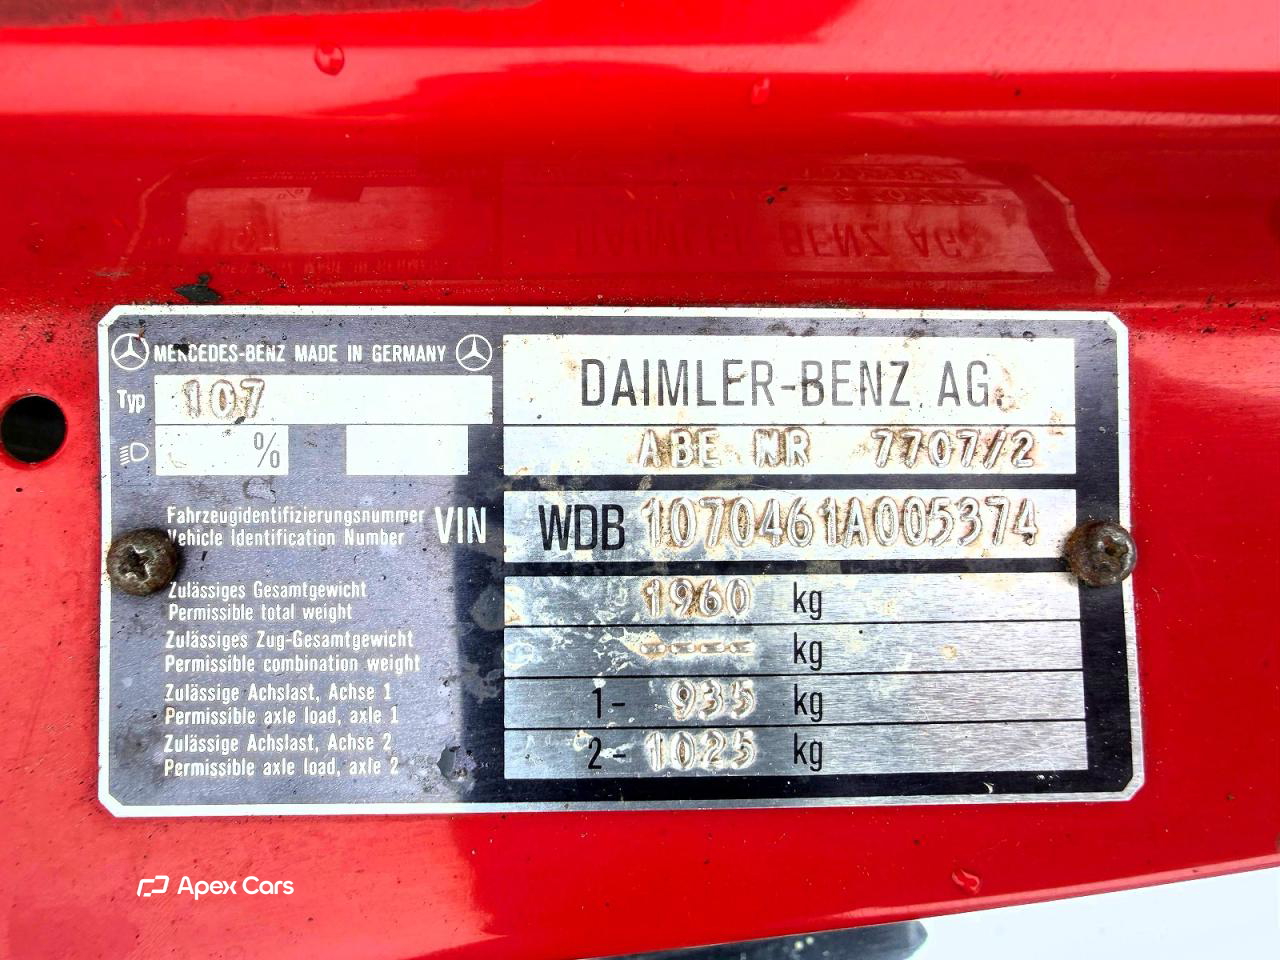 MERCEDES-BENZ MADE IN GERMANY
Typ 107
%
DAIMLER-BENZ AG.
ABE NR 7707/2
Fahrzeugidentifizierungsnummer
Vehicle Identification Number
VIN WDB 1070461A005374
Zulässiges Gesamtgewicht
Permissible total weight
1960 kg
Zulässiges Zug-Gesamtgewicht
Permissible combination weight
---- kg
Zulässige Achslast, Achse 1
Permissible axle load, axle 1
1- 935 kg
Zulässige Achslast, Achse 2
Permissible axle load, axle 2
2- 1025 kg
Apex Cars